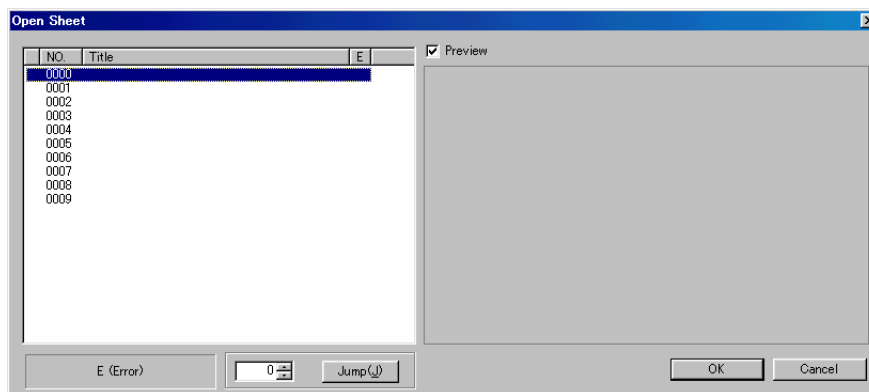 Open Sheet
NO. Title E
0000
0001
0002
0003
0004
0005
0006
0007
0008
0009
Preview
E (Error)
0
Jump(J)
OK
Cancel